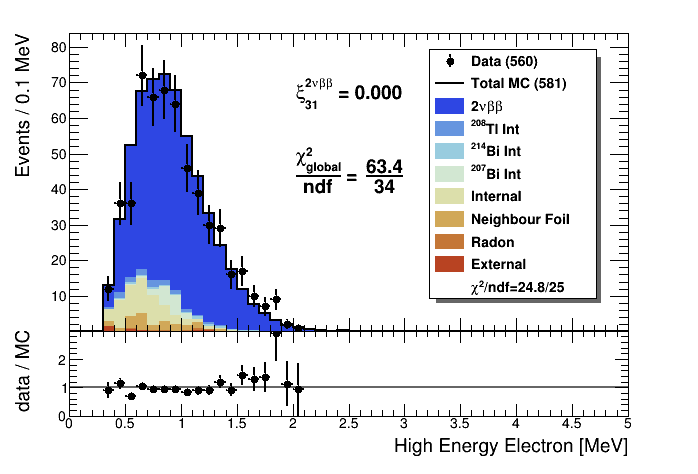 Events / 0.1 MeV
80
70
60
50
40
30
20
10
ξ³¹ 2νββ = 0.000
χ² global / ndf = 63.4 / 34
Data (560)
Total MC (581)
2νββ
²⁰⁸Tl Int
²¹⁴Bi Int
²⁰⁷Bi Int
Internal
Neighbour Foil
Radon
External
χ²/ndf=24.8/25
data / MC
2
1
0
0 0.5 1 1.5 2 2.5 3 3.5 4 4.5 5
High Energy Electron [MeV]